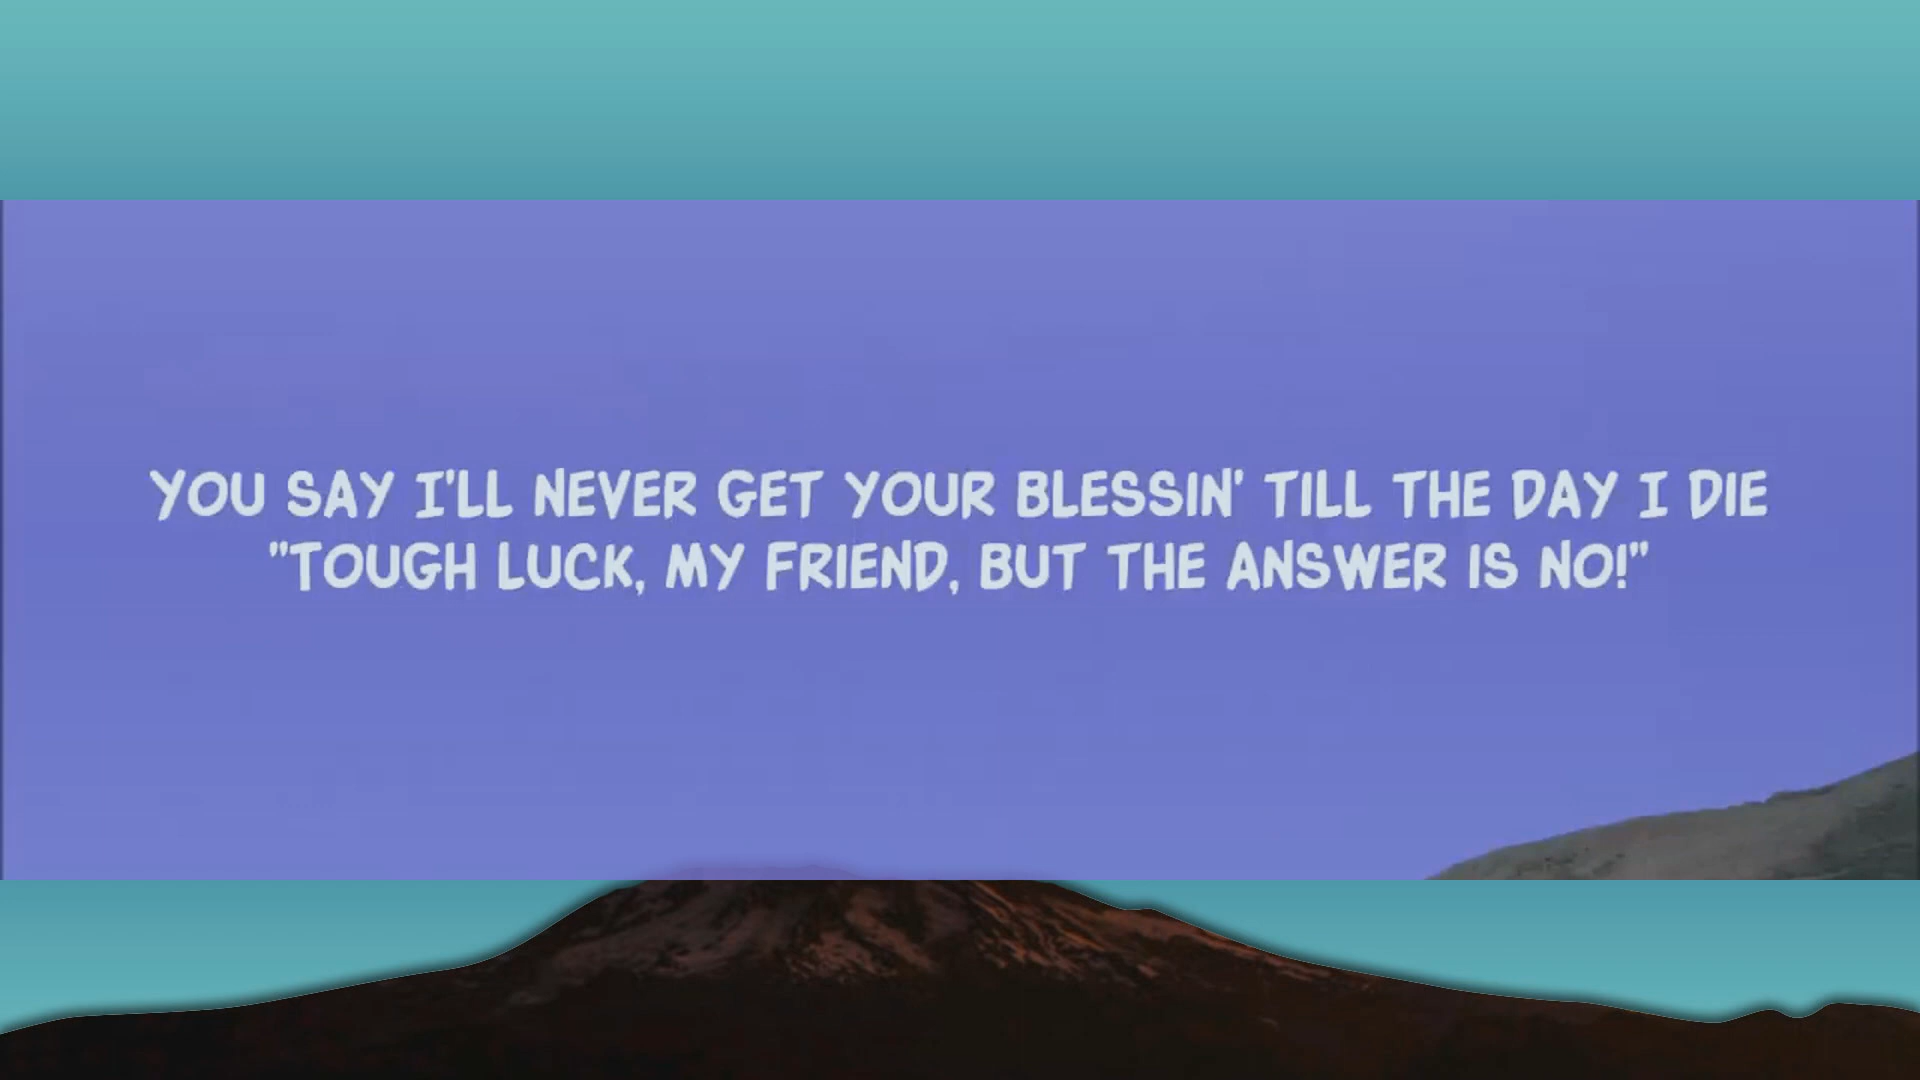 YOU SAY I'LL NEVER GET YOUR BLESSIN' TILL THE DAY I DIE
"TOUGH LUCK, MY FRIEND, BUT THE ANSWER IS NO!"